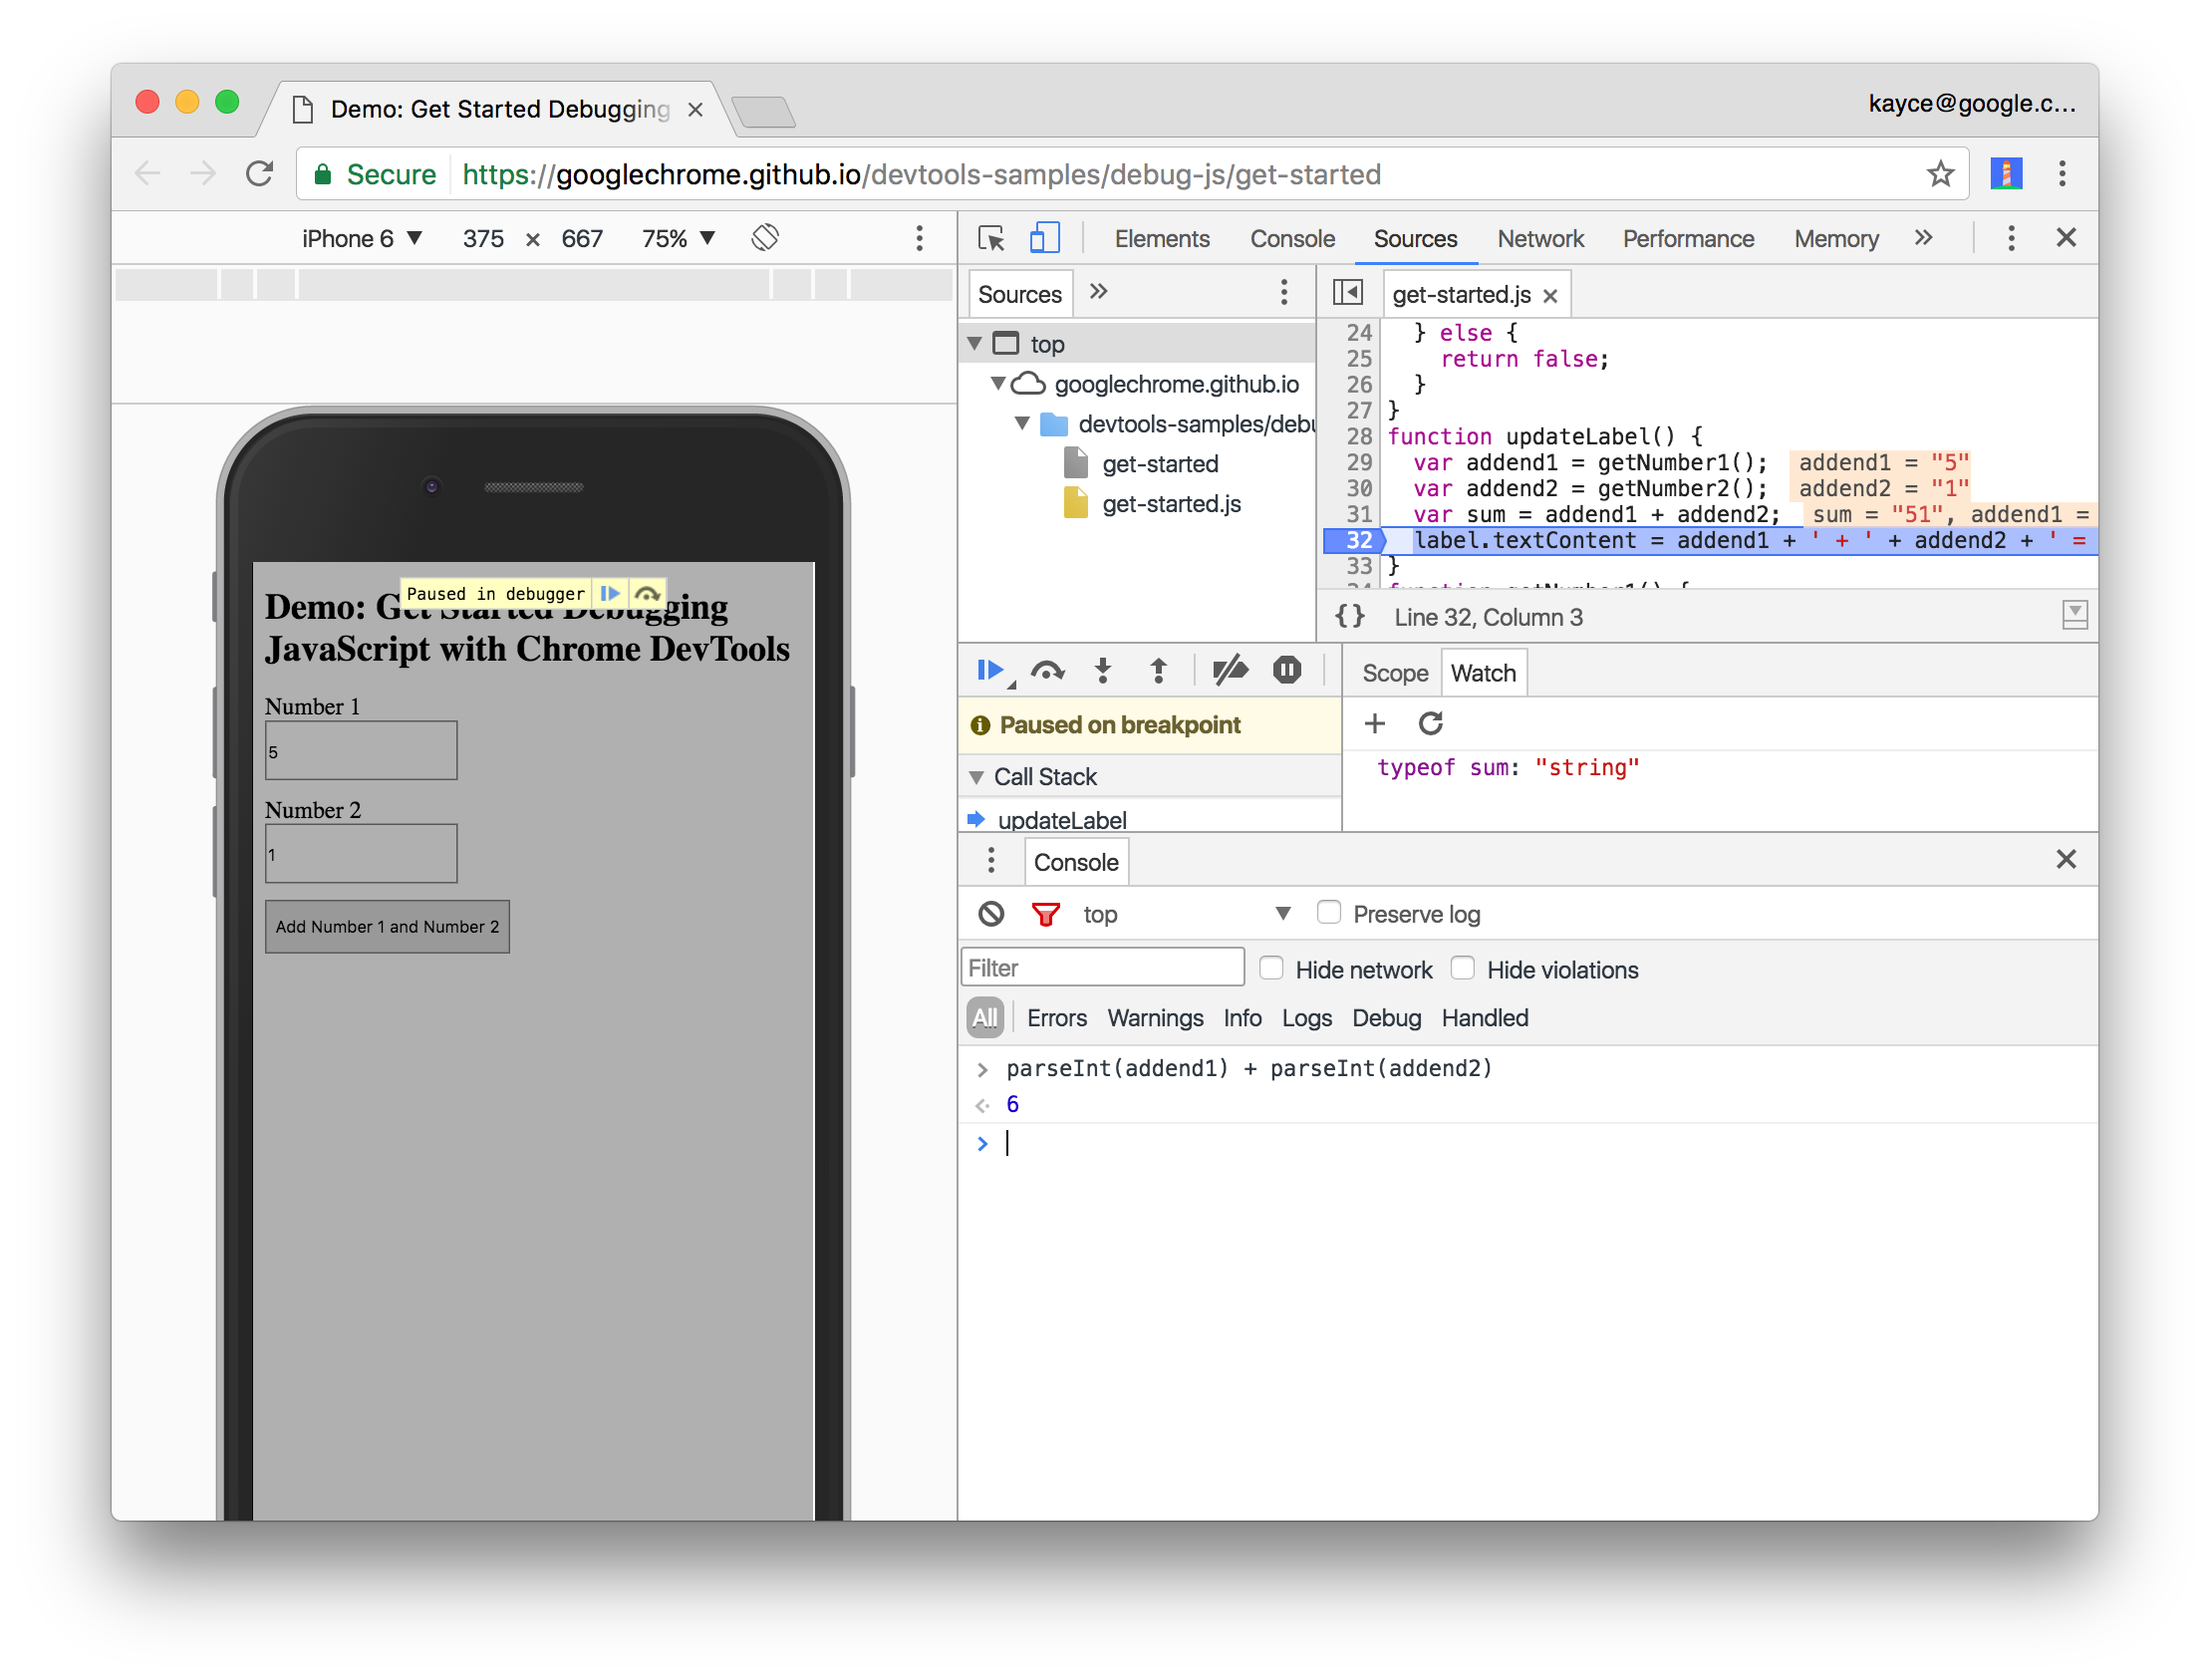 Demo: Get Started Debugging
kayce@google.c...
Secure https://googlechrome.github.io/devtools-samples/debug-js/get-started
iPhone 6 375 × 667 75%
Elements Console Sources Network Performance Memory »
Sources »
get-started.js ×
top
googlechrome.github.io
devtools-samples/debu
get-started
get-started.js
24 } else {
25 return false;
26 }
27 }
28 function updateLabel() {
29 var addend1 = getNumber1(); addend1 = "5"
30 var addend2 = getNumber2(); addend2 = "1"
31 var sum = addend1 + addend2; sum = "51", addend1 =
32 label.textContent = addend1 + ' + ' + addend2 + ' =
33 }
34 function getNumber1() {
{} Line 32, Column 3
Paused in debugger
Demo: Get Started Debugging
JavaScript with Chrome DevTools
Number 1
5
Number 2
1
Add Number 1 and Number 2
Scope Watch
Paused on breakpoint
Call Stack
updateLabel
typeof sum: "string"
Console
top Preserve log
Filter Hide network Hide violations
All Errors Warnings Info Logs Debug Handled
> parseInt(addend1) + parseInt(addend2)
6
>